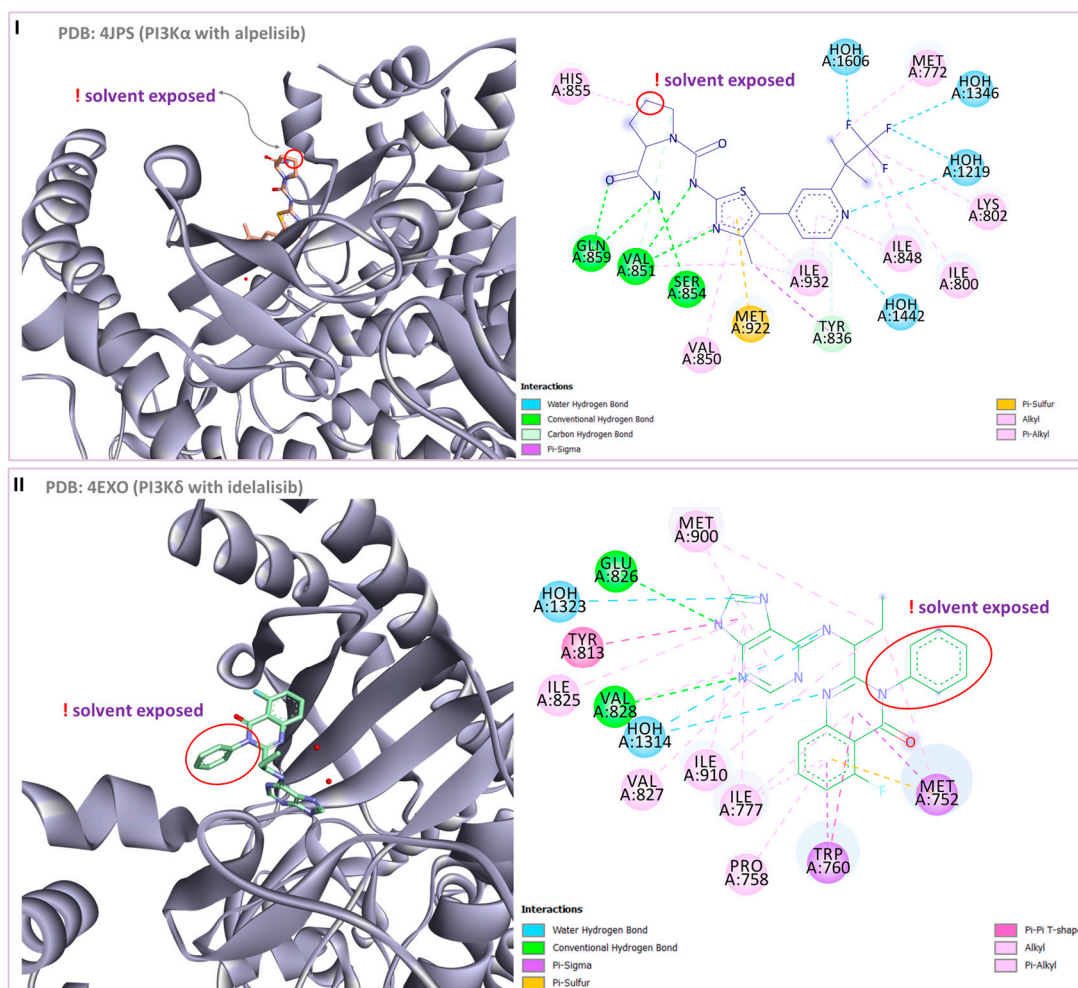 I
PDB: 4JPS (PI3Kα with alpelisib)
! solvent exposed
HIS
A:855
! solvent exposed
HOH
A:1606
MET
A:772
HOH
A:1346
HOH
A:1219
LYS
A:802
ILE
A:848
ILE
A:800
HOH
A:1442
TYR
A:836
ILE
A:932
MET
A:922
VAL
A:850
SER
A:854
VAL
A:851
GLN
A:859
O
N
N
O
N
S
N
N
F
F
F
Interactions
Water Hydrogen Bond
Conventional Hydrogen Bond
Carbon Hydrogen Bond
Pi-Sigma
Pi-Sulfur
Alkyl
Pi-Alkyl
II
PDB: 4EXO (PI3Kδ with idelalisib)
! solvent exposed
MET
A:900
GLU
A:826
HOH
A:1323
TYR
A:813
ILE
A:825
VAL
A:828
HOH
A:1314
VAL
A:827
ILE
A:910
ILE
A:777
PRO
A:758
TRP
A:760
MET
A:752
! solvent exposed
N
N
N
N
N
N
N
O
F
Interactions
Water Hydrogen Bond
Conventional Hydrogen Bond
Pi-Sigma
Pi-Sulfur
Pi-Pi T-shape
Alkyl
Pi-Alkyl